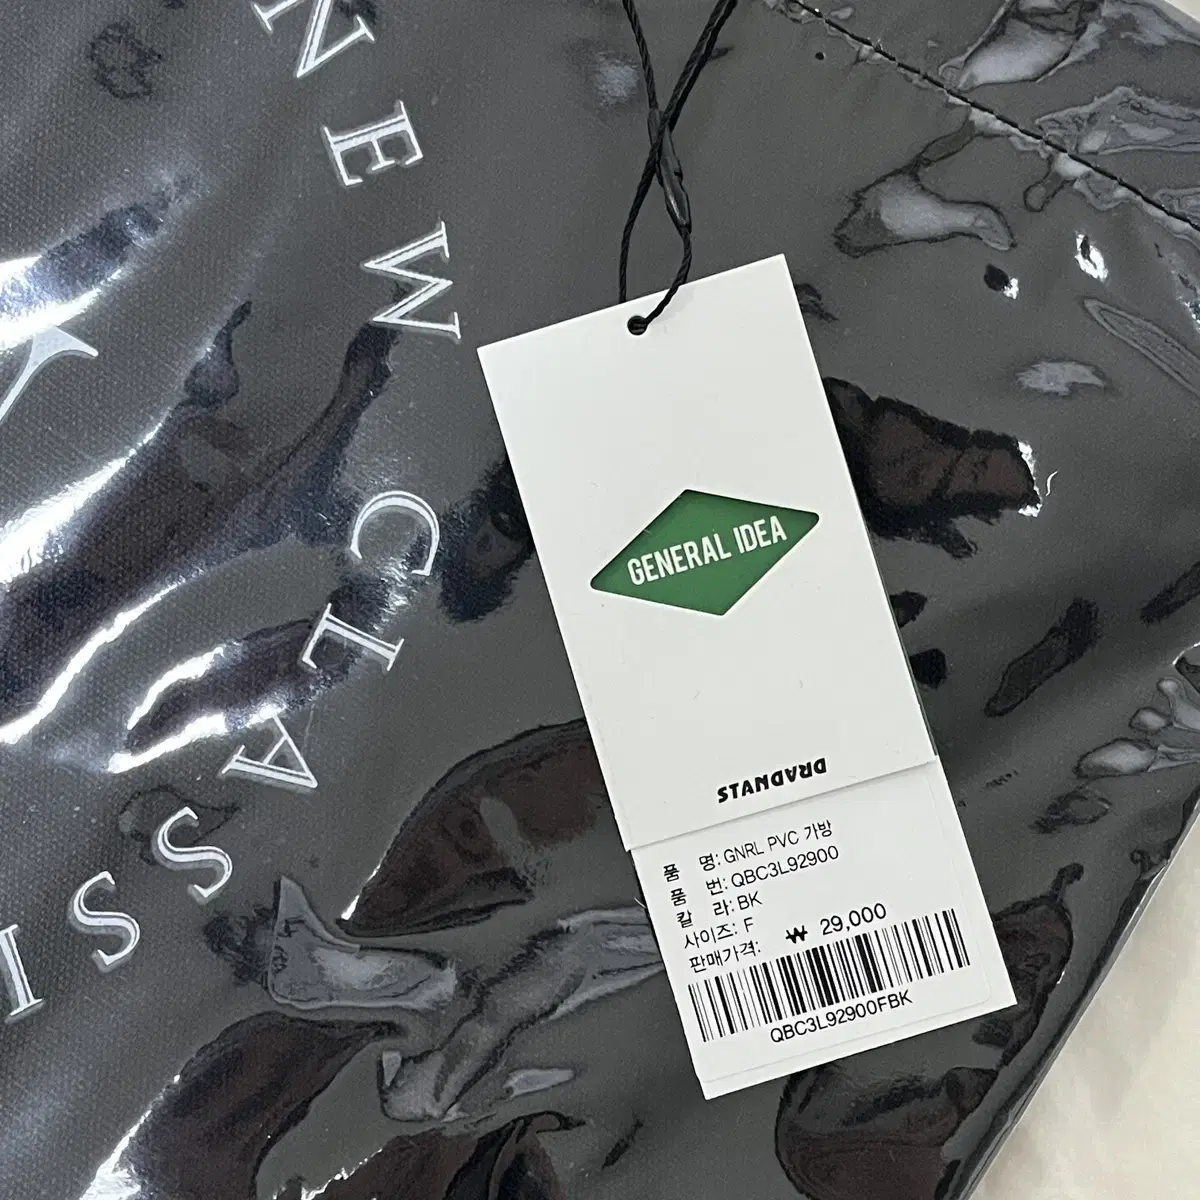 NEW CLASSI
GENERAL IDEA
STANDARD
품 명: GNRL PVC 가방
품 번: QBC3L92900
칼 라: BK
사이즈: F
판매가격: ₩ 29,000
QBC3L92900FBK